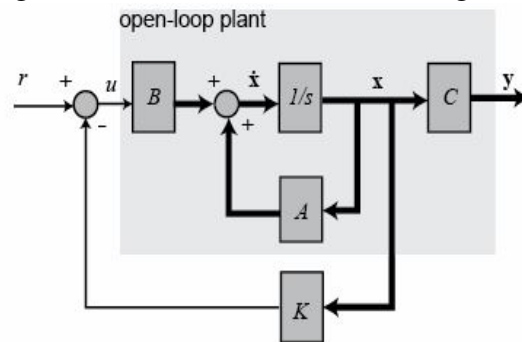 open-loop plant
r + u B + ẋ 1/s x C y
- +
A
K